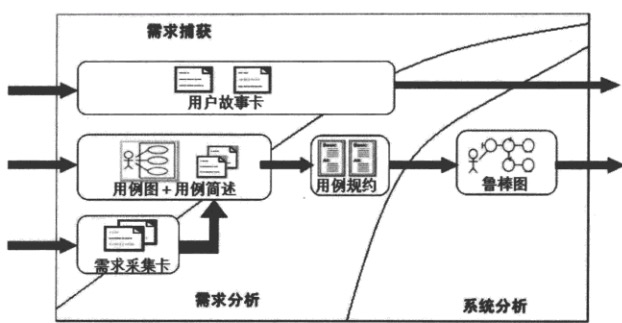 需求捕获
用户故事卡
用例图+用例简述
用例规约
鲁棒图
需求采集卡
需求分析
系统分析